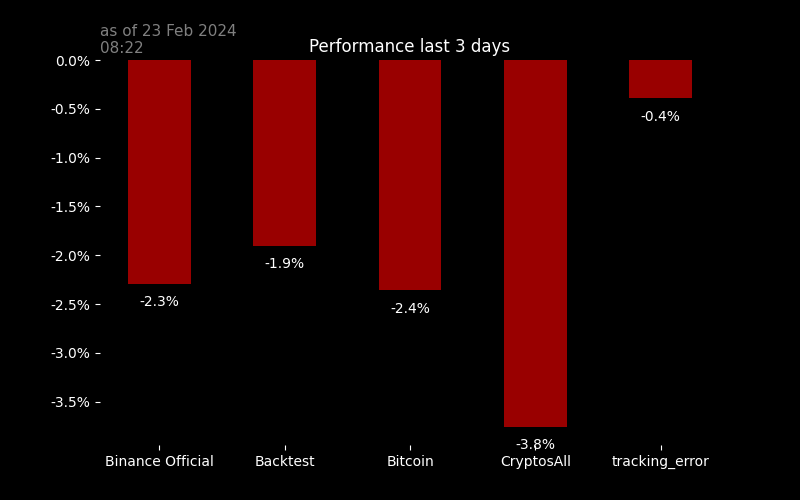 as of 23 Feb 2024
08:22
Performance last 3 days
0.0%
-0.5%
-1.0%
-1.5%
-2.0%
-2.5%
-3.0%
-3.5%
-2.3%
-1.9%
-2.4%
-3.8%
-0.4%
Binance Official
Backtest
Bitcoin
CryptosAll
tracking_error